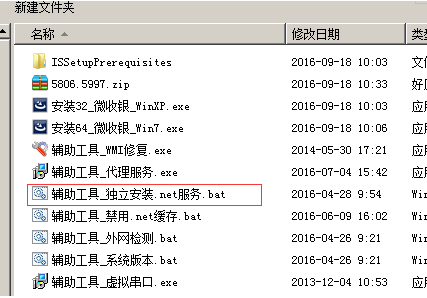 新建文件夹
名称 修改日期 类
ISSetupPrerequisites 2016-09-18 10:03 文
5806.5997.zip 2016-09-18 10:33 好
安装32_微收银_WinXP.exe 2016-09-18 10:03 应
安装64_微收银_Win7.exe 2016-09-18 10:06 应
辅助工具_WMI修复.exe 2014-05-30 17:21 应
辅助工具_代理服务.exe 2016-07-04 15:42 应
辅助工具_独立安装.net服务.bat 2016-04-28 9:54 Win
辅助工具_禁用.net缓存.bat 2016-06-09 16:02 Win
辅助工具_外网检测.bat 2016-04-26 9:21 Win
辅助工具_系统版本.bat 2016-04-26 9:21 Win
辅助工具_虚拟串口.exe 2013-12-04 10:53 应